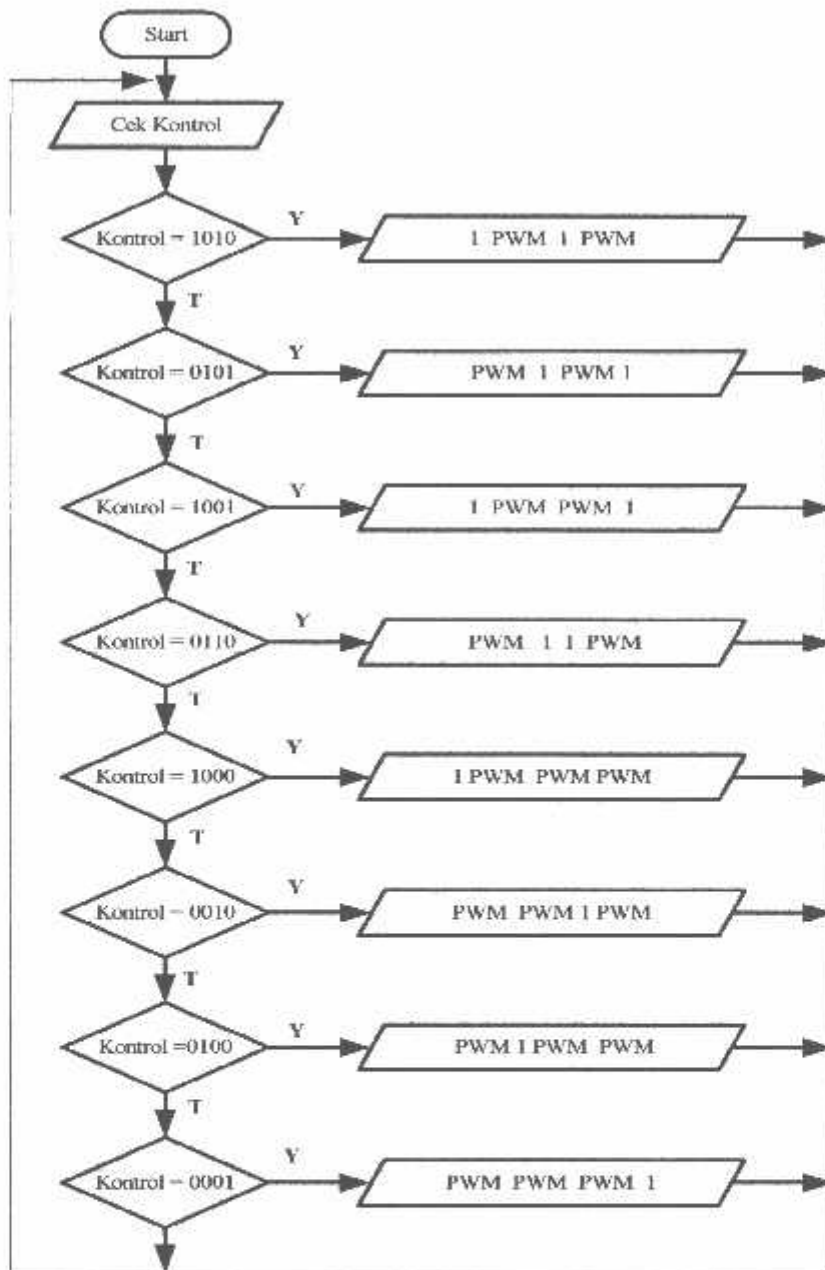 Start
Cek Kontrol
Kontrol = 1010
Y
1 PWM 1 PWM
T
Kontrol = 0101
Y
PWM 1 PWM 1
T
Kontrol = 1001
Y
1 PWM PWM 1
T
Kontrol = 0110
Y
PWM 1 1 PWM
T
Kontrol = 1000
Y
1 PWM PWM PWM
T
Kontrol = 0010
Y
PWM PWM 1 PWM
T
Kontrol =0100
Y
PWM 1 PWM PWM
T
Kontrol = 0001
Y
PWM PWM PWM 1